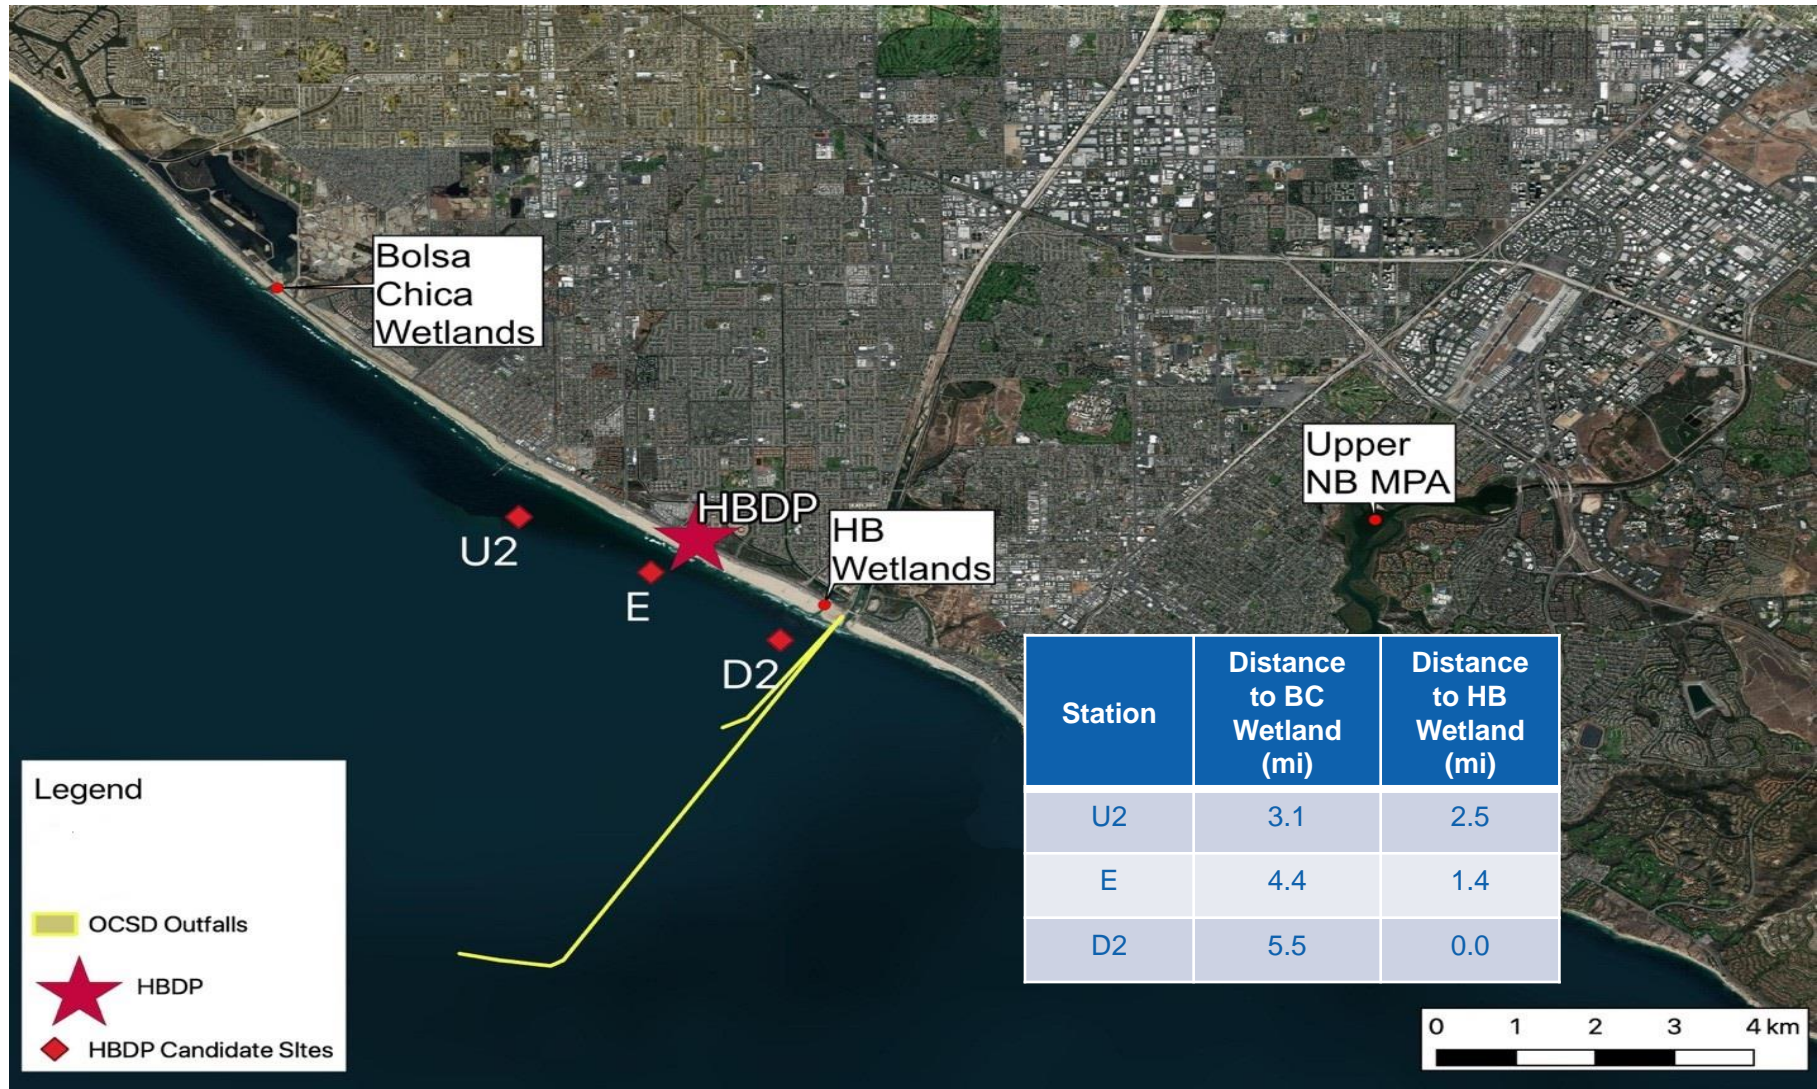 Bolsa
Chica
Wetlands
Upper
NB MPA
HBDP
HB
Wetlands
U2
E
D2
Station
Distance
to BC
Wetland
(mi)
Distance
to HB
Wetland
(mi)
U2 3.1 2.5
E 4.4 1.4
D2 5.5 0.0
Legend
OCSD Outfalls
HBDP
HBDP Candidate SItes
0 1 2 3 4 km